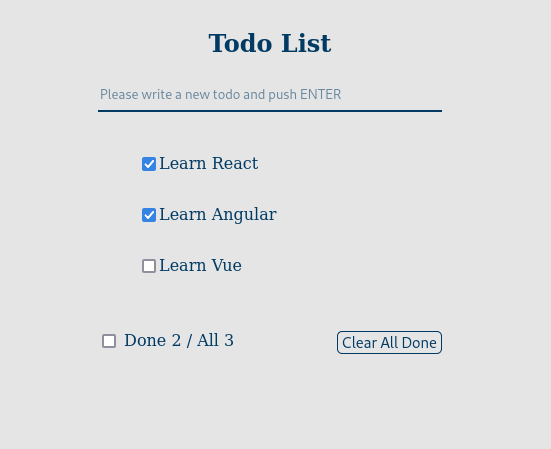 Todo List
Please write a new todo and push ENTER
Learn React
Learn Angular
Learn Vue
Done 2 / All 3
Clear All Done